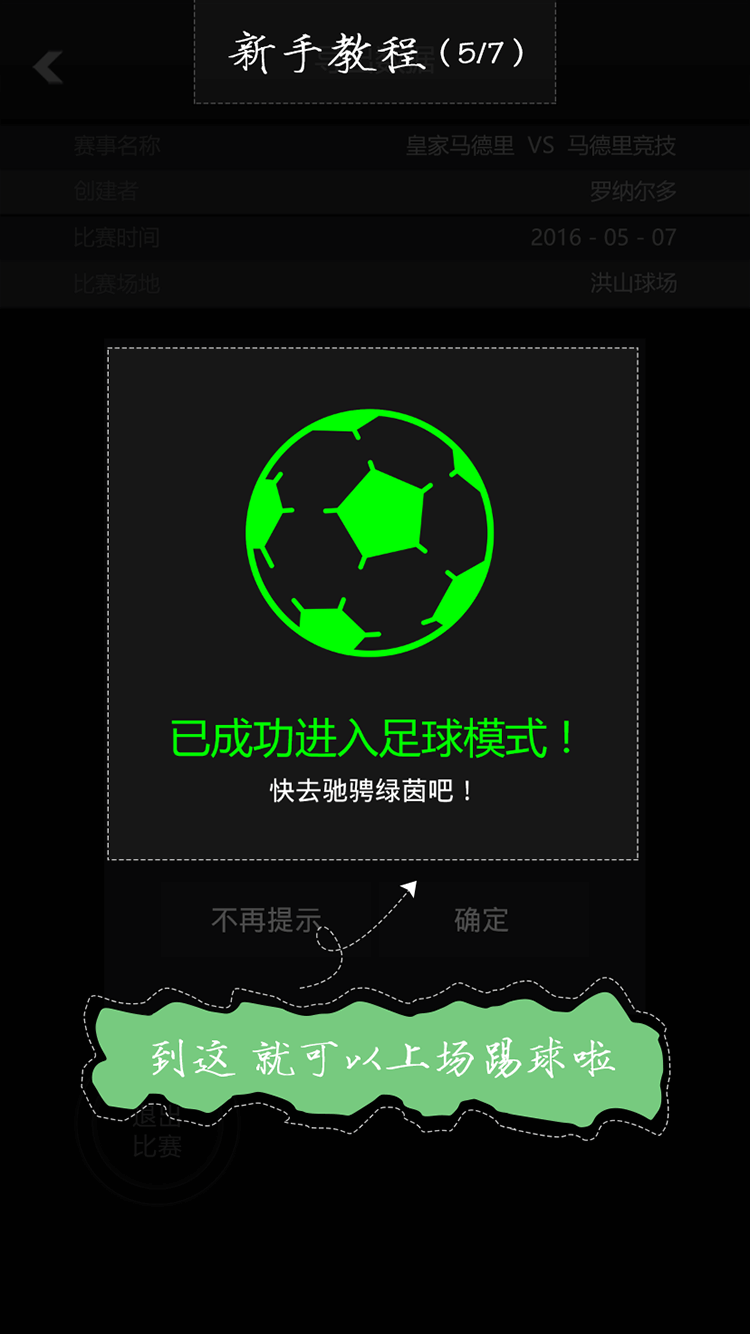 新手教程(5/7)
赛事名称 皇家马德里 VS 马德里竞技
创建者 罗纳尔多
比赛时间 2016 - 05 - 07
比赛场地 洪山球场
已成功进入足球模式！
快去驰骋绿茵吧！
不再提示 确定
到这 就可以上场踢球啦
退出
比赛